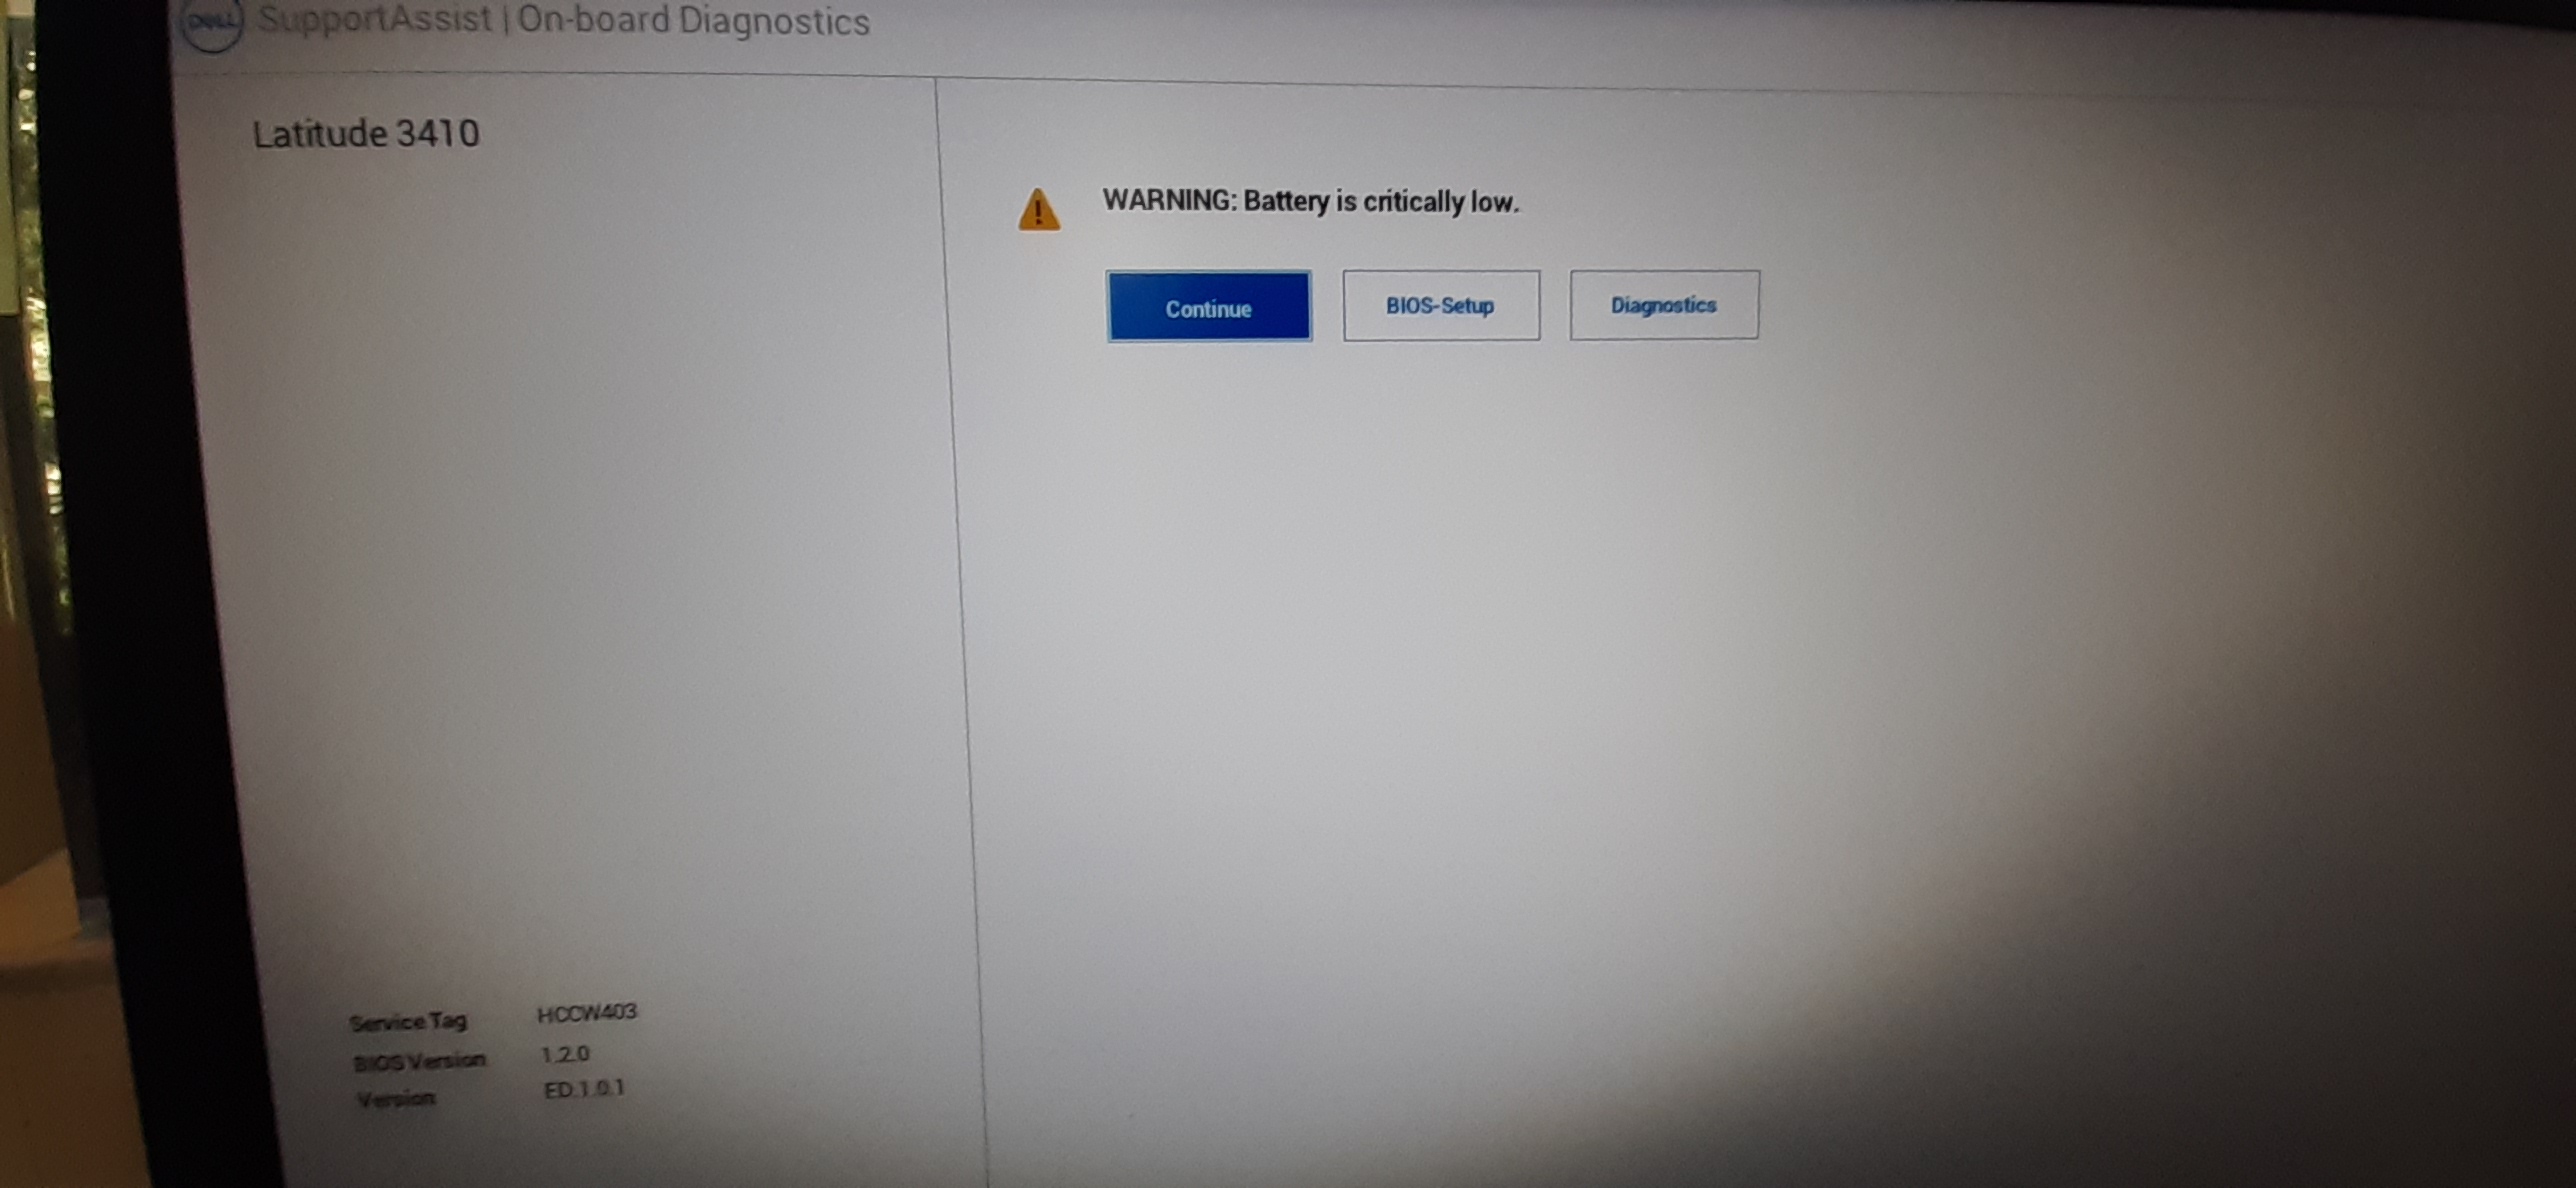 DELL SupportAssist | On-board Diagnostics
Latitude 3410
WARNING: Battery is critically low.
Continue BIOS-Setup Diagnostics
Service Tag HCCW403
BIOS Version 1.2.0
Version ED.1.0.1